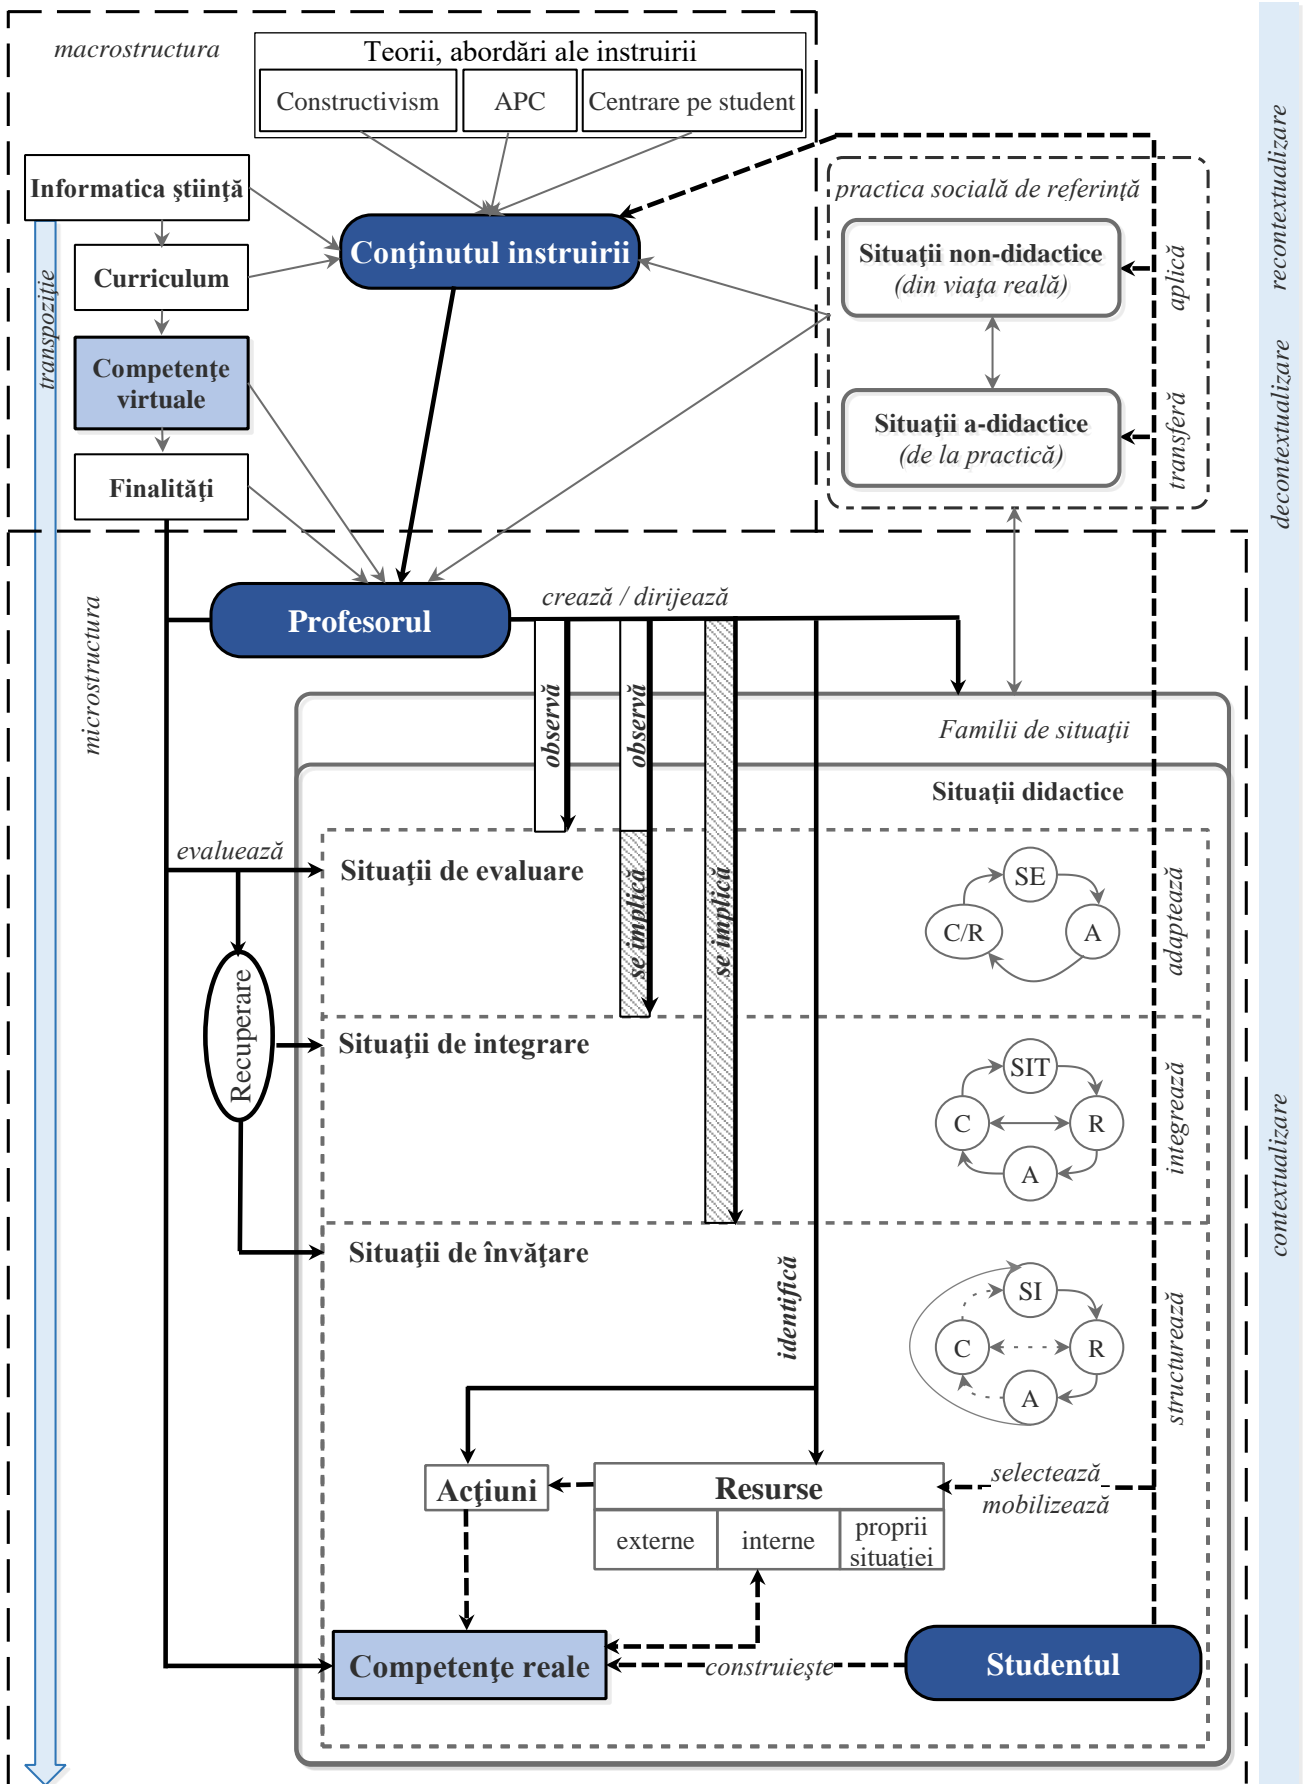 macrostructura
Teorii, abordări ale instruirii
Constructivism
APC
Centrare pe student
Informatica ştiinţă
Curriculum
Competenţe
virtuale
Finalităţi
transpoziţie
Conţinutul instruirii
practica socială de referinţă
Situaţii non-didactice
(din viaţa reală)
Situaţii a-didactice
(de la practică)
aplică
transferă
recontextualizare
decontextualizare
contextualizare
microstructura
Profesorul
crează / dirijează
observă
observă
se implică
se implică
identifică
Familii de situaţii
Situaţii didactice
evaluează
Situaţii de evaluare
SE
A
C/R
adaptează
Recuperare
Situaţii de integrare
SIT
R
A
C
integrează
Situaţii de învăţare
SI
R
A
C
structurează
Acţiuni
Resurse
externe
interne
proprii
situaţiei
selectează
mobilizează
Competenţe reale
construieşte
Studentul